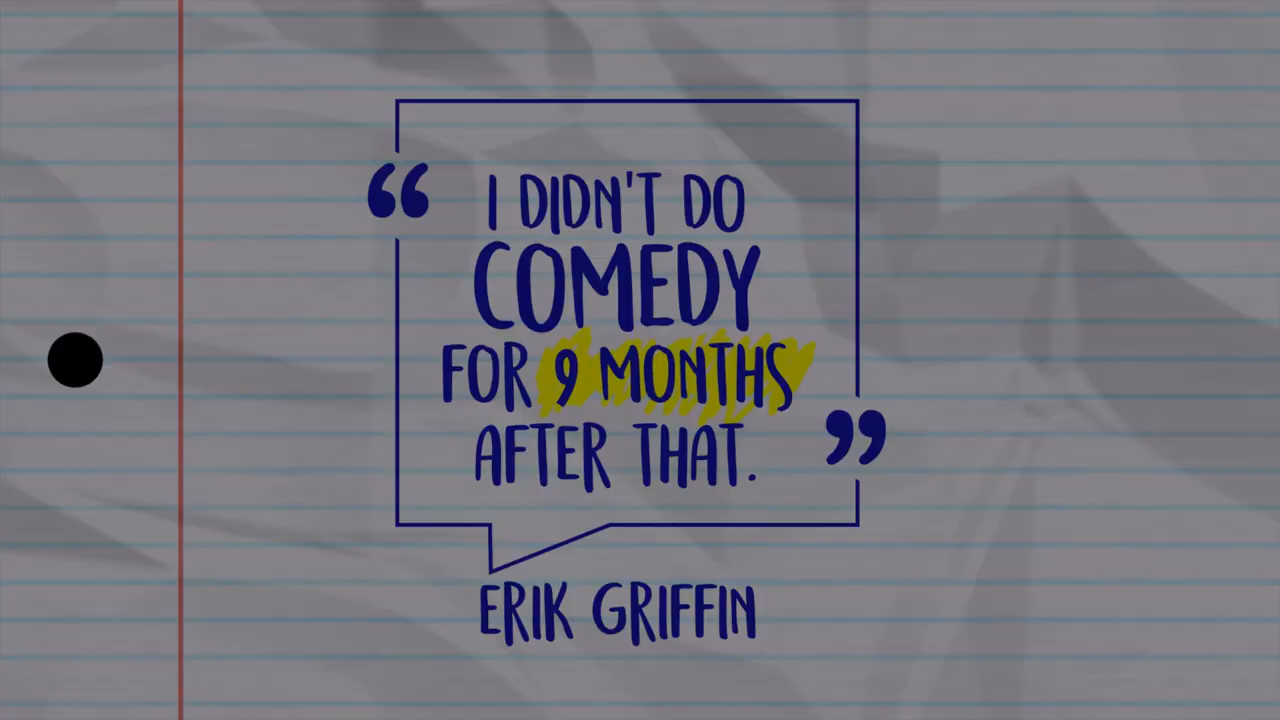 “ I DIDN'T DO
COMEDY
FOR 9 MONTHS
AFTER THAT. ”
ERIK GRIFFIN